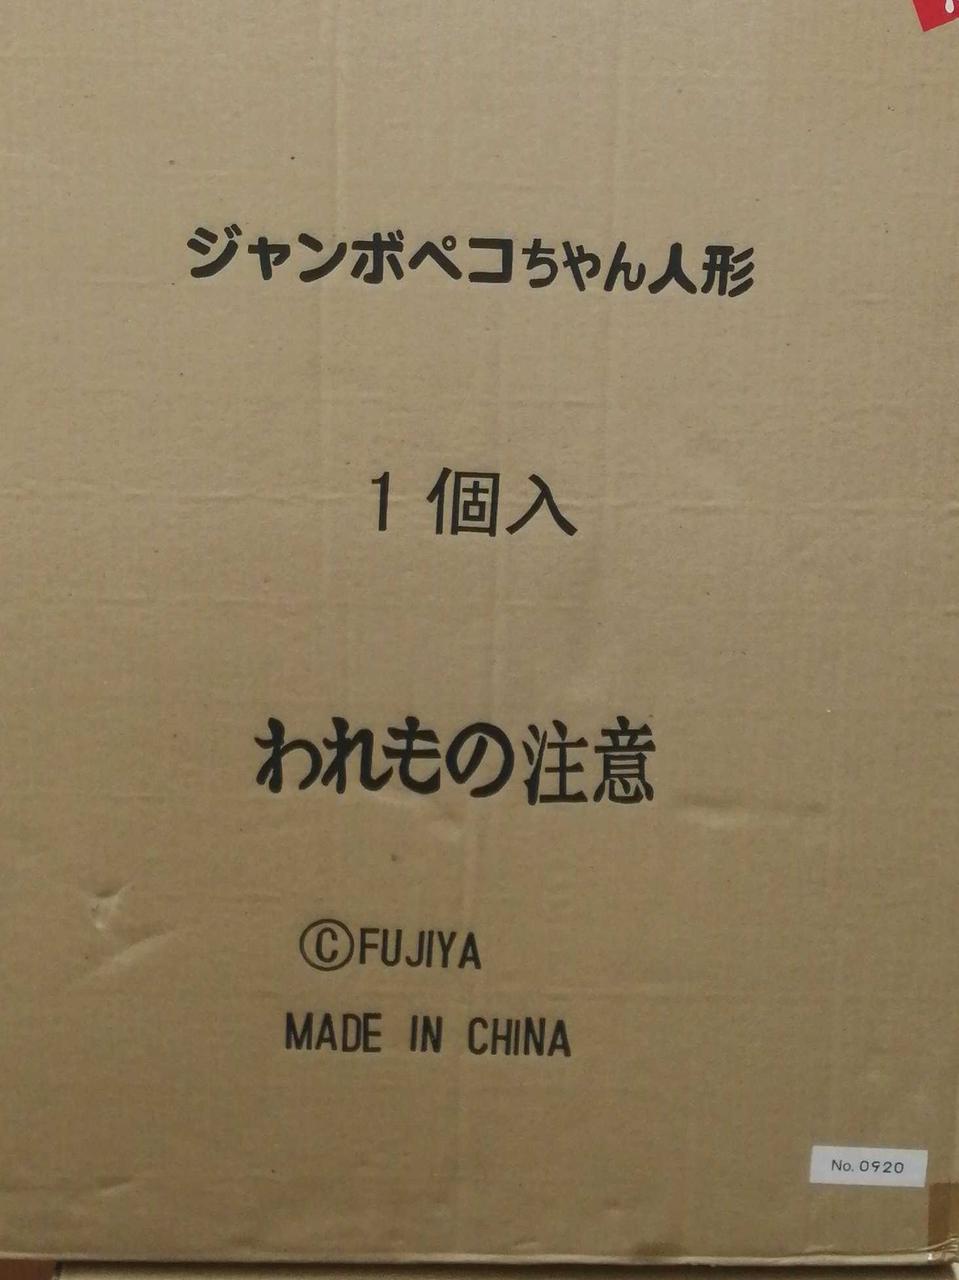 ジャンボペコちゃん人形
1個入
われもの注意
©FUJIYA
MADE IN CHINA
No. 0920